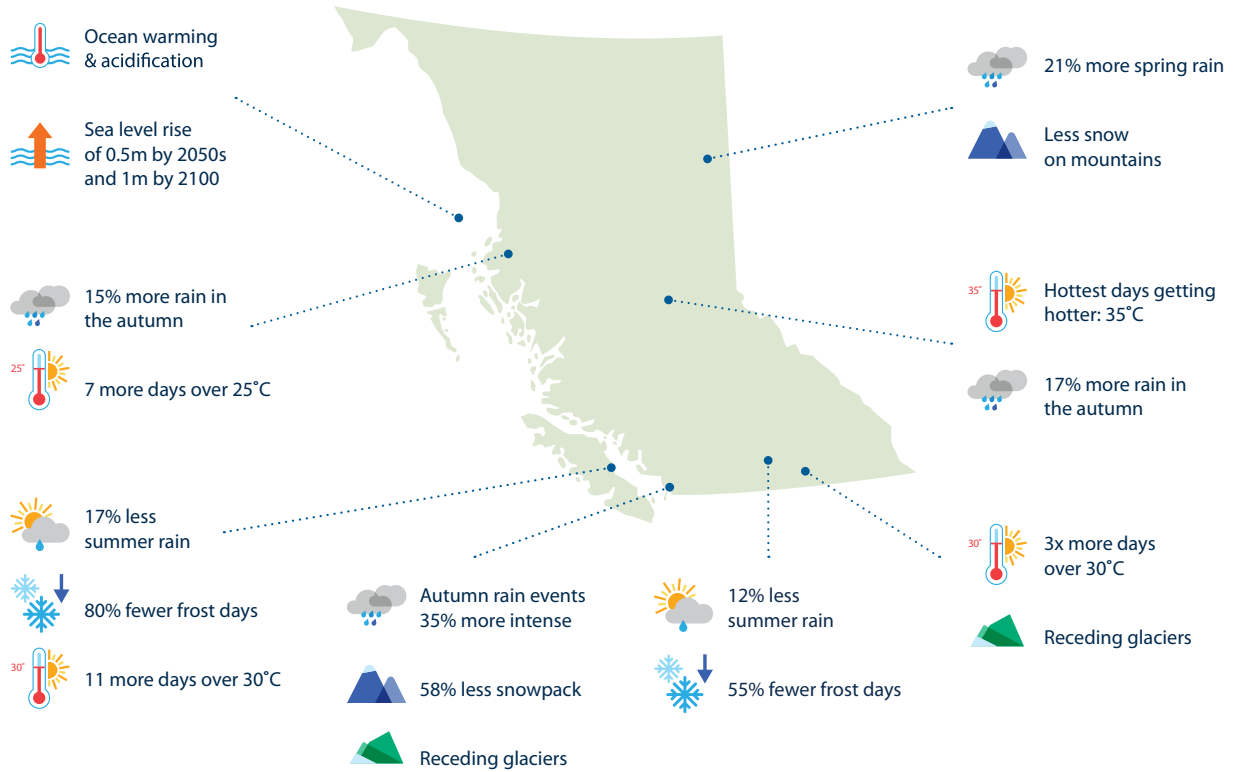 Ocean warming
& acidification
Sea level rise
of 0.5m by 2050s
and 1m by 2100
15% more rain in
the autumn
25˚
7 more days over 25˚C
17% less
summer rain
80% fewer frost days
30˚
11 more days over 30˚C
Autumn rain events
35% more intense
58% less snowpack
Receding glaciers
12% less
summer rain
55% fewer frost days
21% more spring rain
Less snow
on mountains
35˚
Hottest days getting
hotter: 35˚C
17% more rain in
the autumn
30˚
3x more days
over 30˚C
Receding glaciers